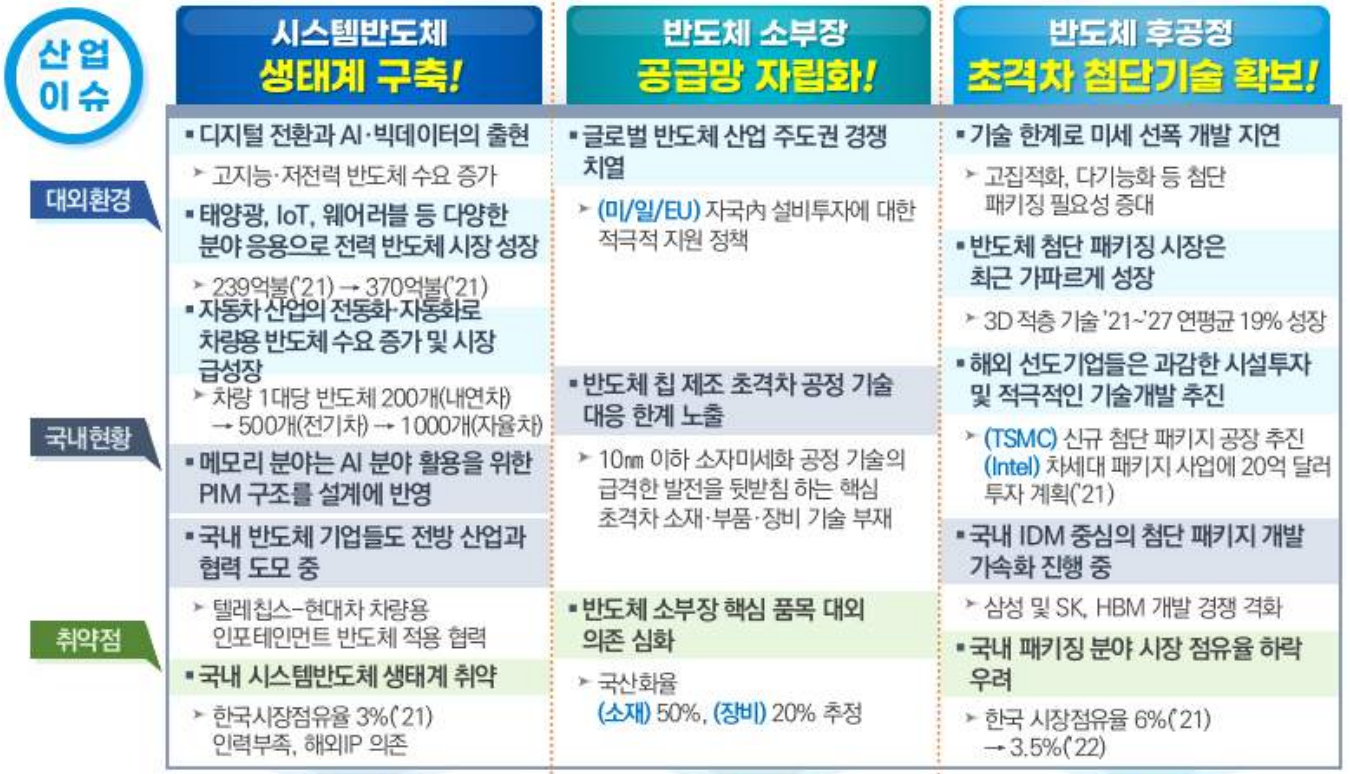 산업
이슈
시스템반도체
생태계 구축!
▪ 디지털 전환과 AI·빅데이터의 출현
➤ 고지능·저전력 반도체 수요 증가
▪ 태양광, IoT, 웨어러블 등 다양한
분야 응용으로 전력 반도체 시장 성장
➤ 239억불('21) → 370억불('21)
▪ 자동차 산업의 전동화·자동화로
차량용 반도체 수요 증가 및 시장
급성장
➤ 차량 1대당 반도체 200개(내연차)
→ 500개(전기차) → 1000개(자율차)
▪ 메모리 분야는 AI 분야 활용을 위한
PIM 구조를 설계에 반영
▪ 국내 반도체 기업들도 전방 산업과
협력 도모 중
➤ 텔레칩스-현대차 차량용
인포테인먼트 반도체 적용 협력
▪ 국내 시스템반도체 생태계 취약
➤ 한국시장점유율 3%('21)
인력부족, 해외IP 의존
반도체 소부장
공급망 자립화!
▪ 글로벌 반도체 산업 주도권 경쟁
치열
➤ (미/일/EU) 자국內 설비투자에 대한
적극적 지원 정책
▪ 반도체 칩 제조 초격차 공정 기술
대응 한계 노출
➤ 10㎚ 이하 소자미세화 공정 기술의
급격한 발전을 뒷받침 하는 핵심
초격차 소재·부품·장비 기술 부재
▪ 반도체 소부장 핵심 품목 대외
의존 심화
➤ 국산화율
(소재) 50%, (장비) 20% 추정
반도체 후공정
초격차 첨단기술 확보!
▪ 기술 한계로 미세 선폭 개발 지연
➤ 고집적화, 다기능화 등 첨단
패키징 필요성 증대
▪ 반도체 첨단 패키징 시장은
최근 가파르게 성장
➤ 3D 적층 기술 '21~'27 연평균 19% 성장
▪ 해외 선도기업들은 과감한 시설투자
및 적극적인 기술개발 추진
➤ (TSMC) 신규 첨단 패키지 공장 추진
(Intel) 차세대 패키지 사업에 20억 달러
투자 계획('21)
▪ 국내 IDM 중심의 첨단 패키지 개발
가속화 진행 중
➤ 삼성 및 SK, HBM 개발 경쟁 격화
▪ 국내 패키징 분야 시장 점유율 하락
우려
➤ 한국 시장점유율 6%('21)
→ 3.5%('22)
대외환경
국내현황
취약점